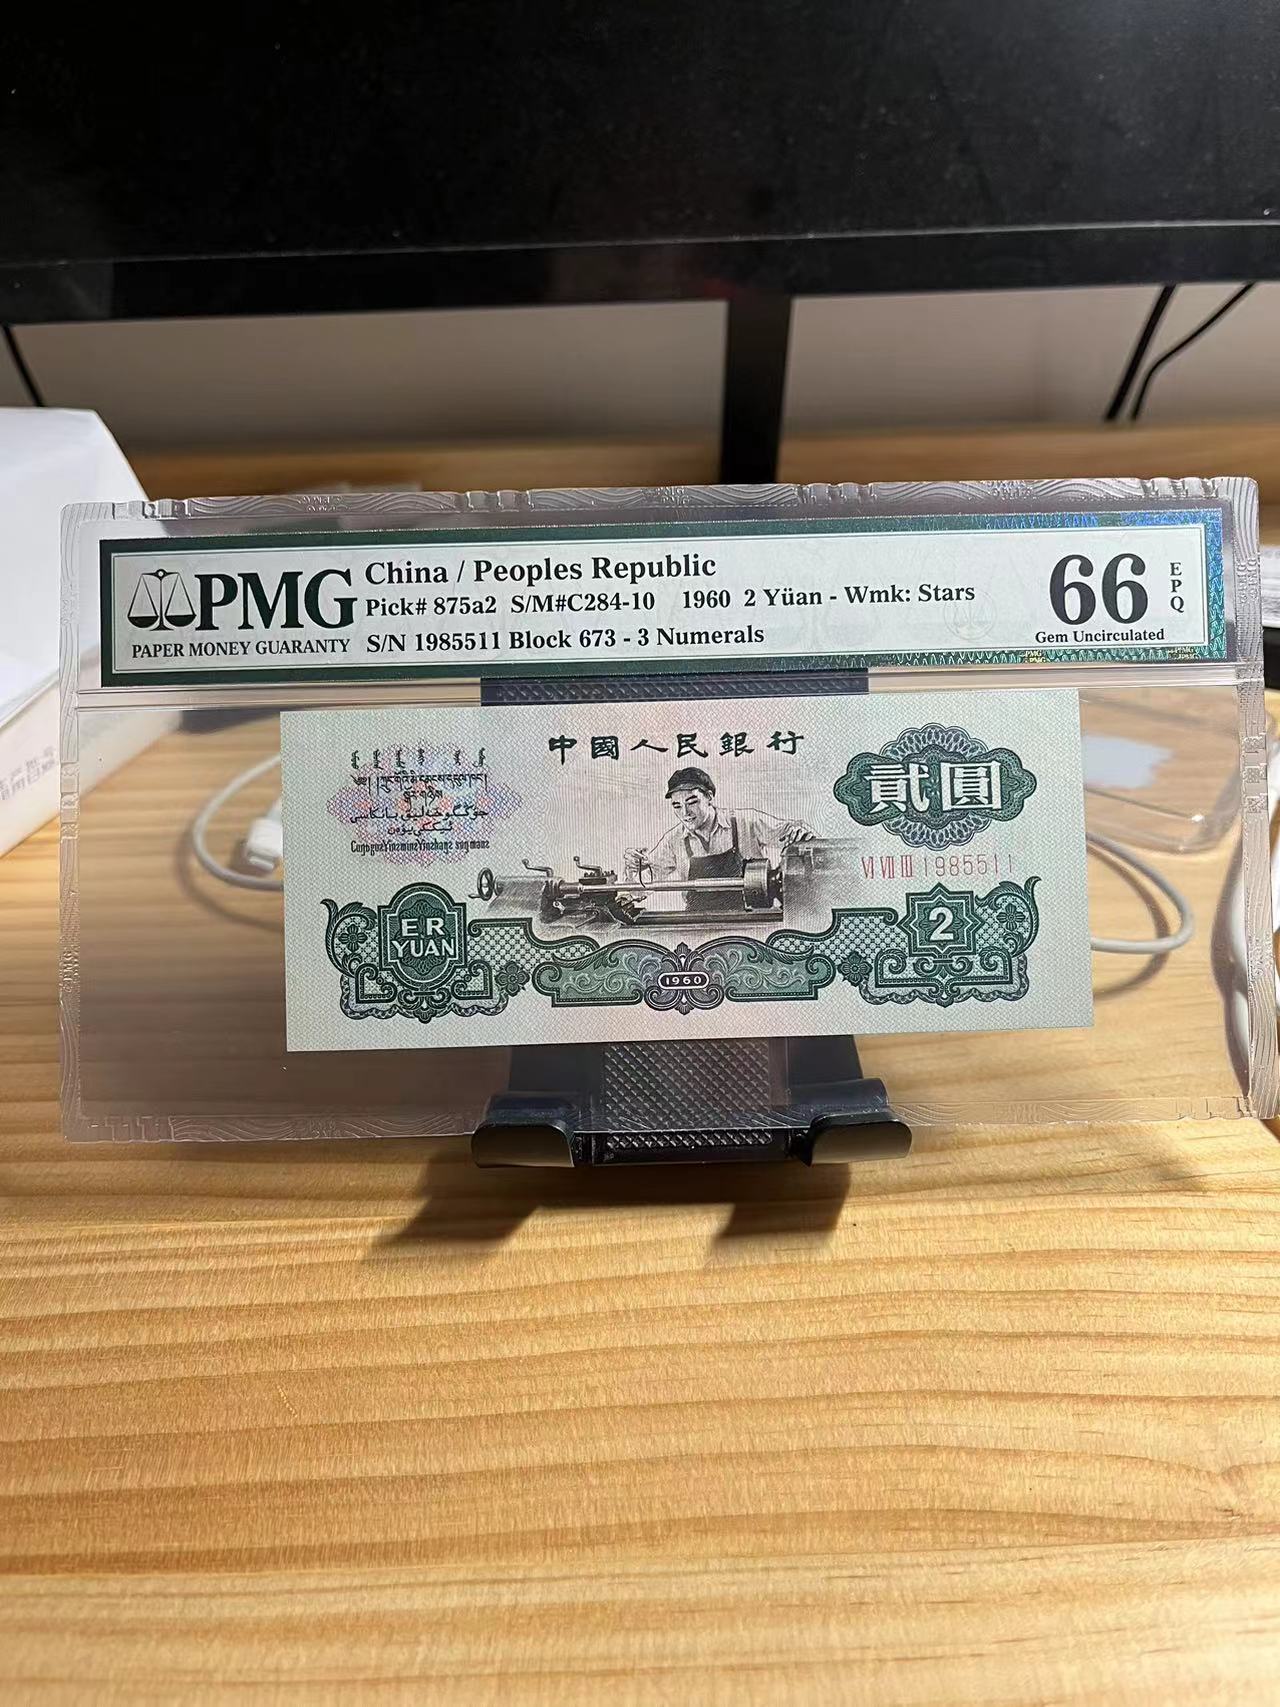 PMG
PAPER MONEY GUARANTY
China / Peoples Republic
Pick# 875a2 S/M#C284-10 1960 2 Yüan - Wmk: Stars
S/N 1985511 Block 673 - 3 Numerals
66
EPQ
Gem Uncirculated
中國人民銀行
貳圓
VI VII III 1985511
ER
YUAN
1960
2